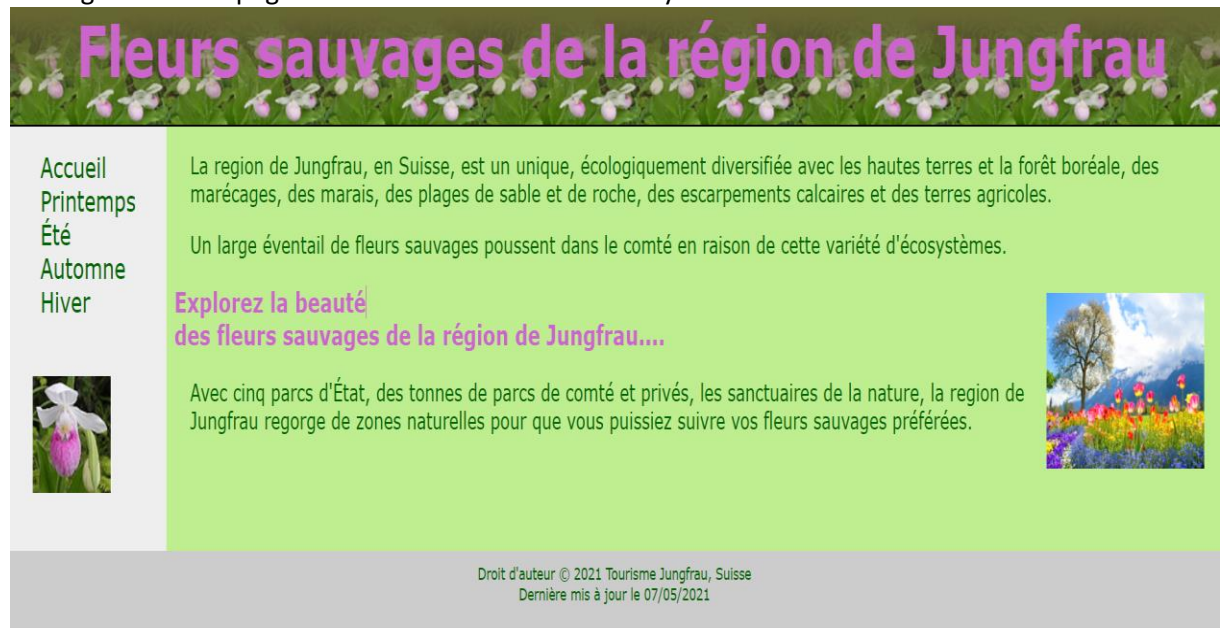 Fleurs sauvages de la région de Jungfrau
Accueil
Printemps
Été
Automne
Hiver
La region de Jungfrau, en Suisse, est un unique, écologiquement diversifiée avec les hautes terres et la forêt boréale, des
marécages, des marais, des plages de sable et de roche, des escarpements calcaires et des terres agricoles.
Un large éventail de fleurs sauvages poussent dans le comté en raison de cette variété d'écosystèmes.
Explorez la beauté
des fleurs sauvages de la région de Jungfrau....
Avec cinq parcs d'État, des tonnes de parcs de comté et privés, les sanctuaires de la nature, la region de
Jungfrau regorge de zones naturelles pour que vous puissiez suivre vos fleurs sauvages préférées.
Droit d'auteur © 2021 Tourisme Jungfrau, Suisse
Dernière mis à jour le 07/05/2021